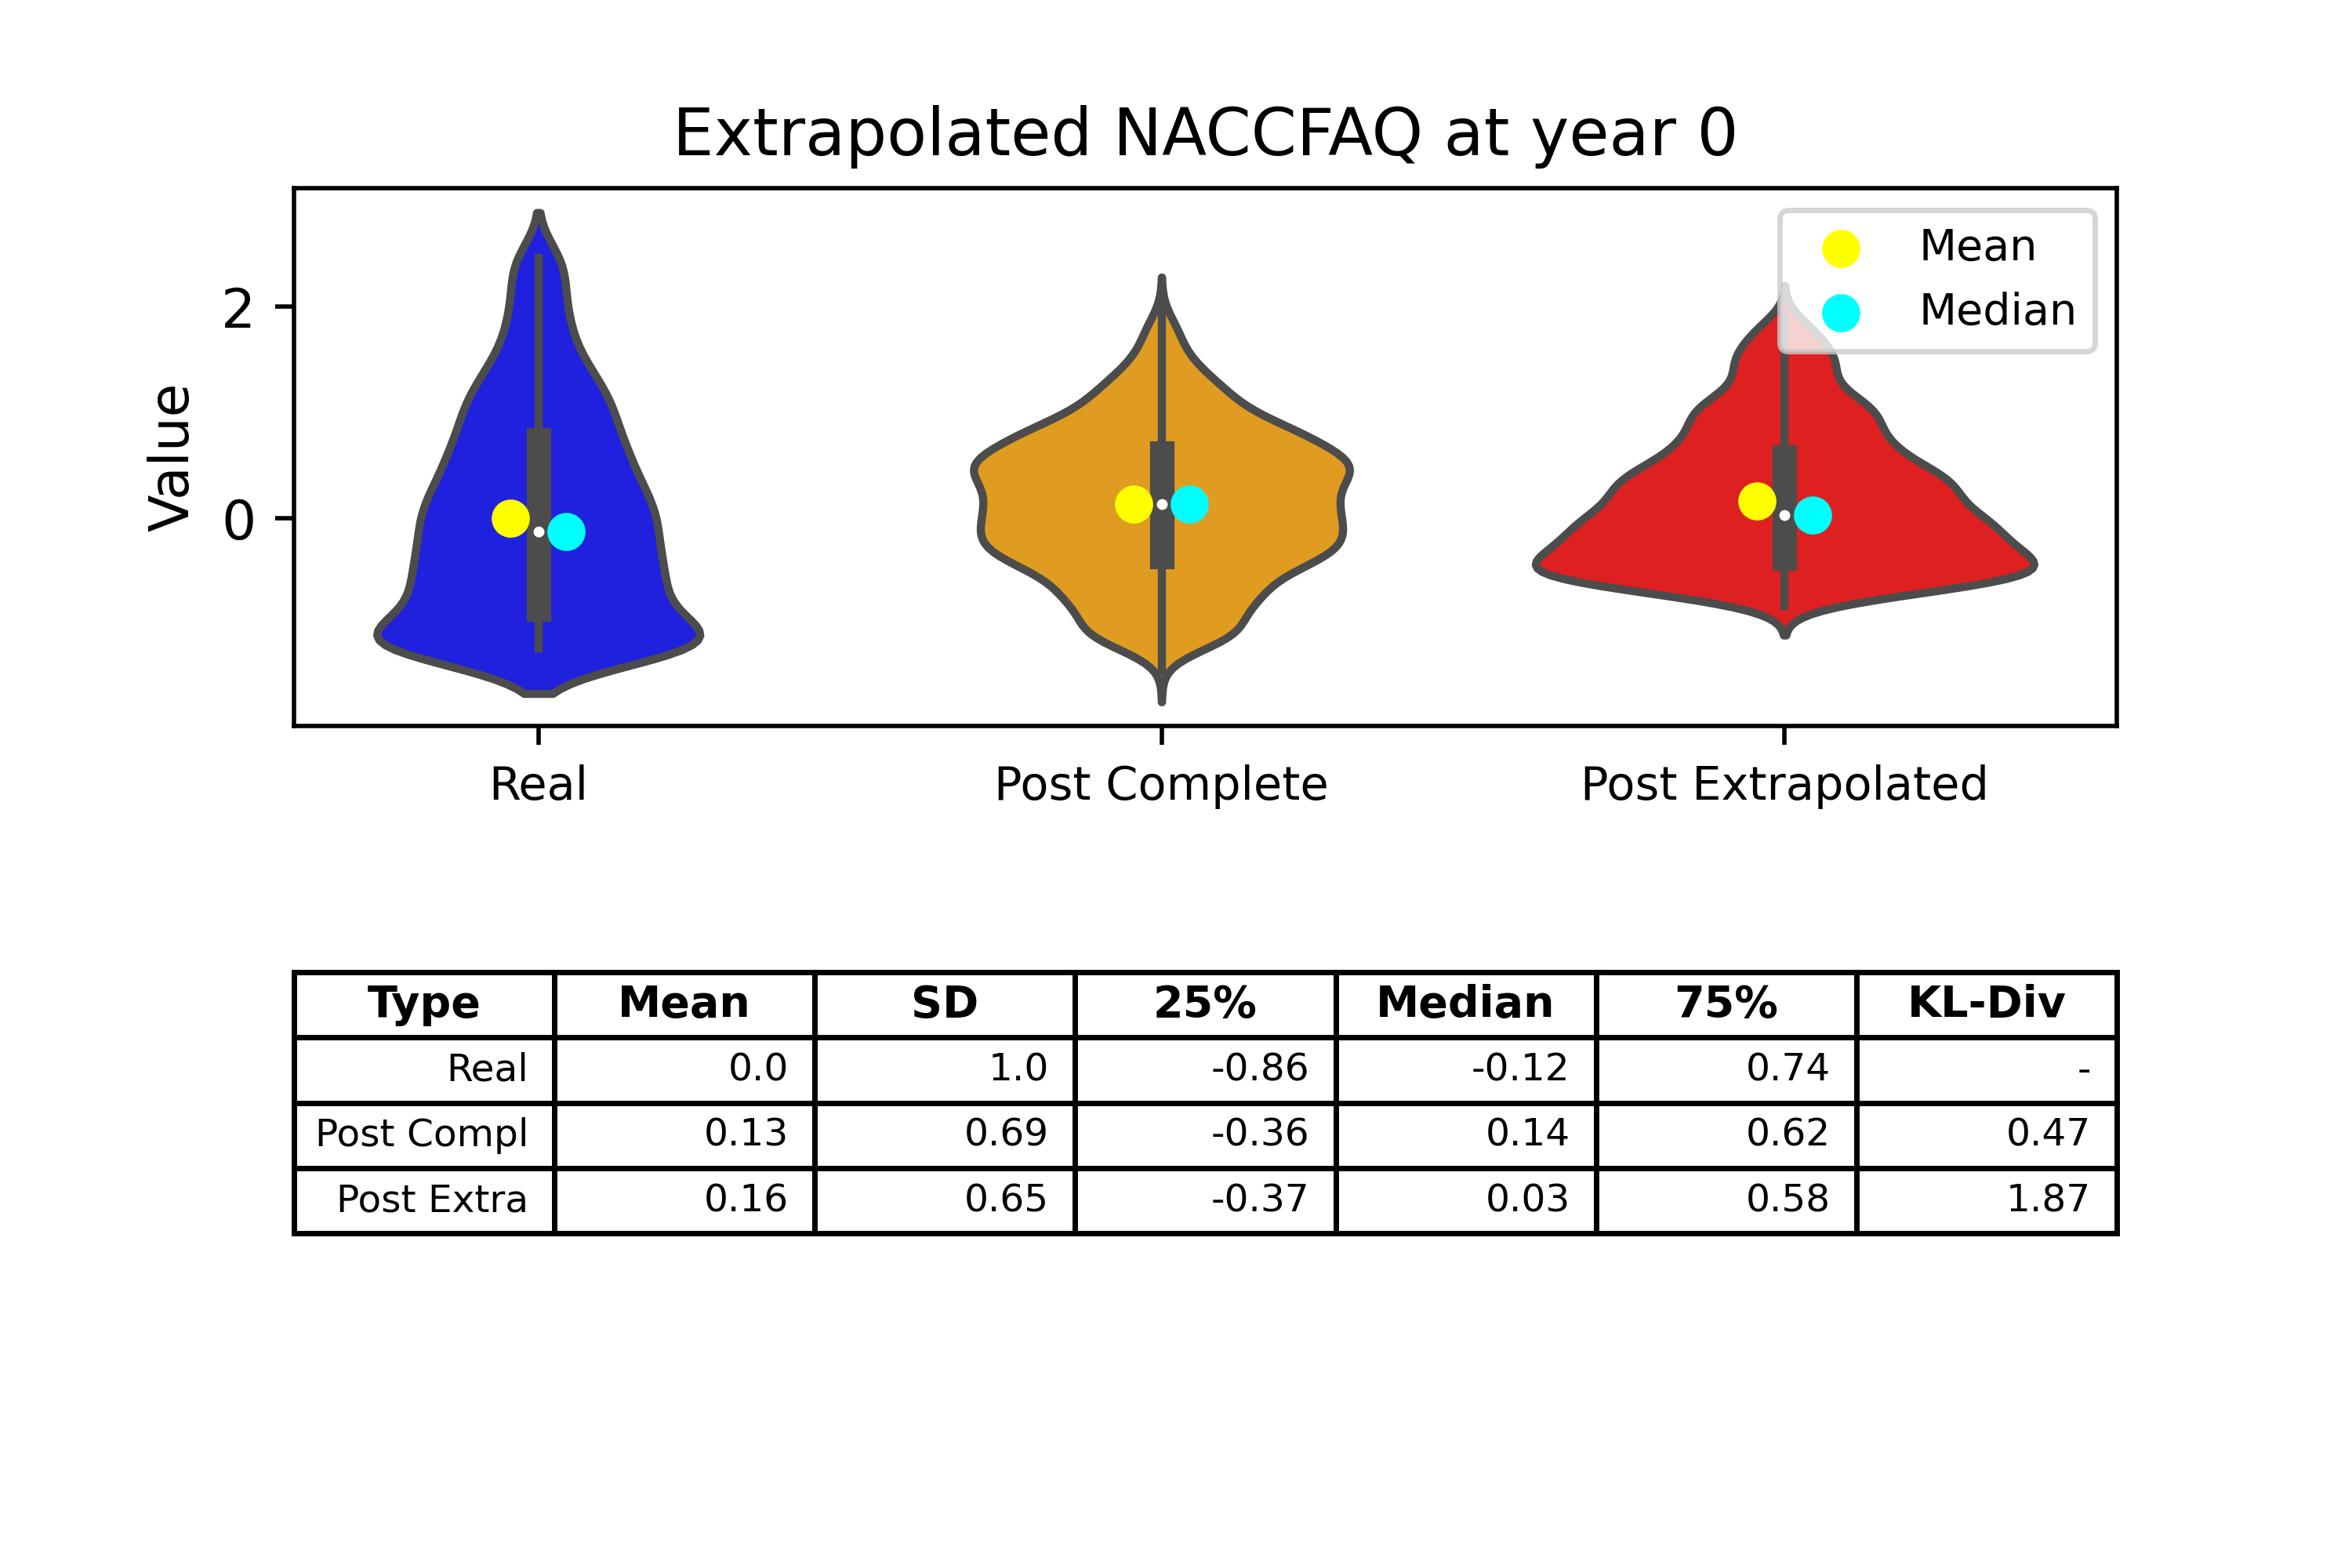 Extrapolated NACCFAQ at year 0
Mean
Median
2
0
Value
Real Post Complete Post Extrapolated
Type Mean SD 25% Median 75% KL-Div
Real 0.0 1.0 -0.86 -0.12 0.74 -
Post Compl 0.13 0.69 -0.36 0.14 0.62 0.47
Post Extra 0.16 0.65 -0.37 0.03 0.58 1.87